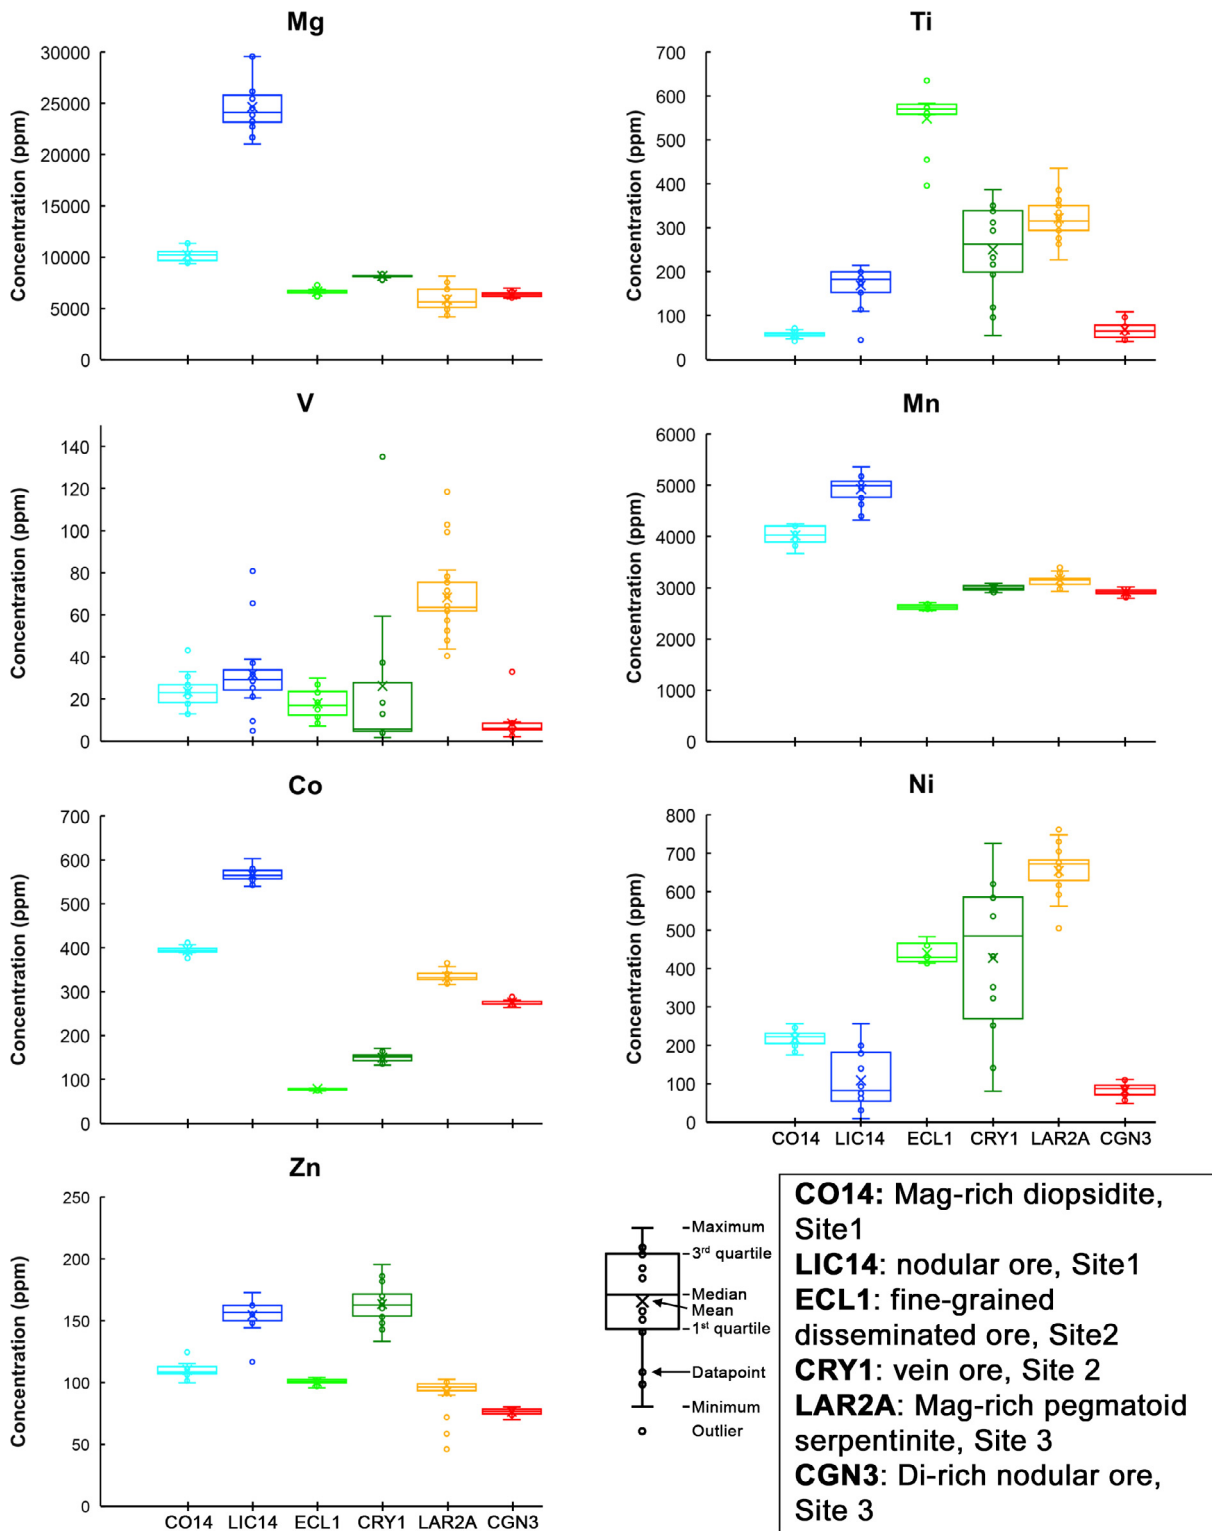 Mg
Concentration (ppm)
30000
25000
20000
15000
10000
5000
0
Ti
Concentration (ppm)
700
600
500
400
300
200
100
0
V
Concentration (ppm)
140
120
100
80
60
40
20
0
Mn
Concentration (ppm)
6000
5000
4000
3000
2000
1000
0
Co
Concentration (ppm)
700
600
500
400
300
200
100
0
Ni
Concentration (ppm)
800
700
600
500
400
300
200
100
0
CO14 LIC14 ECL1 CRY1 LAR2A CGN3
Zn
Concentration (ppm)
250
200
150
100
50
0
CO14 LIC14 ECL1 CRY1 LAR2A CGN3
Maximum
3rd quartile
Median
Mean
1st quartile
Datapoint
Minimum
Outlier
CO14: Mag-rich diopsidite,
Site1
LIC14: nodular ore, Site1
ECL1: fine-grained
disseminated ore, Site2
CRY1: vein ore, Site 2
LAR2A: Mag-rich pegmatoid
serpentinite, Site 3
CGN3: Di-rich nodular ore,
Site 3